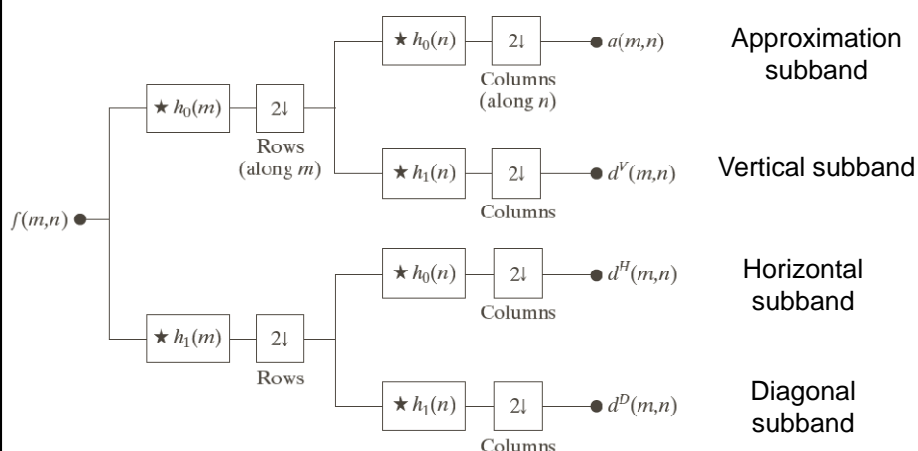 ★ h₀(n) 2↓ a(m,n) Approximation
subband
Columns
(along n)
★ h₀(m) 2↓
Rows
(along m)
★ h₁(n) 2↓ dⱽ(m,n) Vertical subband
Columns
f(m,n)
★ h₀(n) 2↓ dᴴ(m,n) Horizontal
subband
Columns
★ h₁(m) 2↓
Rows
★ h₁(n) 2↓ dᴰ(m,n) Diagonal
subband
Columns